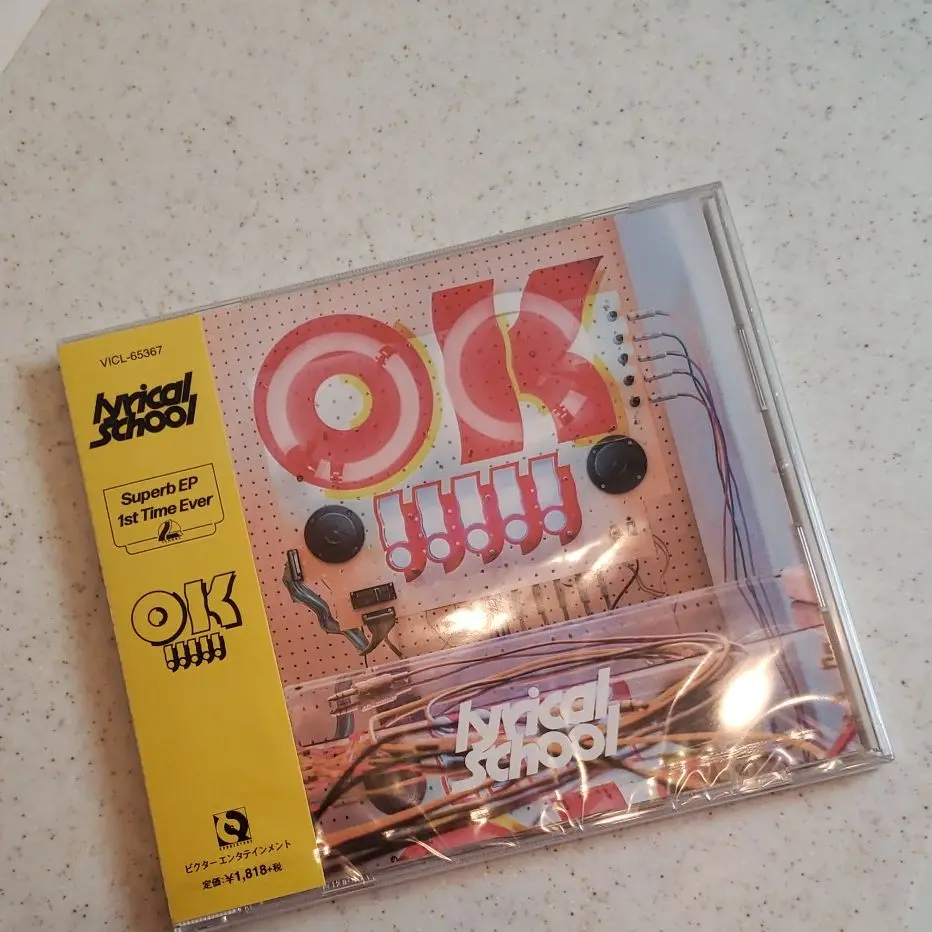 VICL-65367
lyrical
school
Superb EP
1st Time Ever
OK
!!!!!
ビクターエンタテインメント
定価:¥1,818+税
OK
!!!!!
lyrical
school